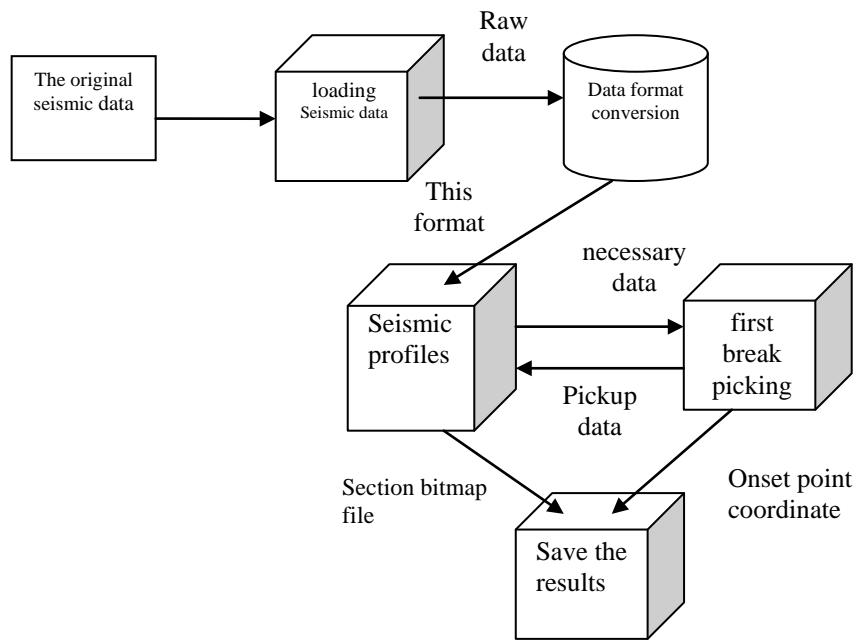 Raw
data
The original
seismic data
loading
Seismic data
Data format
conversion
This
format
necessary
data
Seismic
profiles
first
break
picking
Pickup
data
Section bitmap
file
Onset point
coordinate
Save the
results